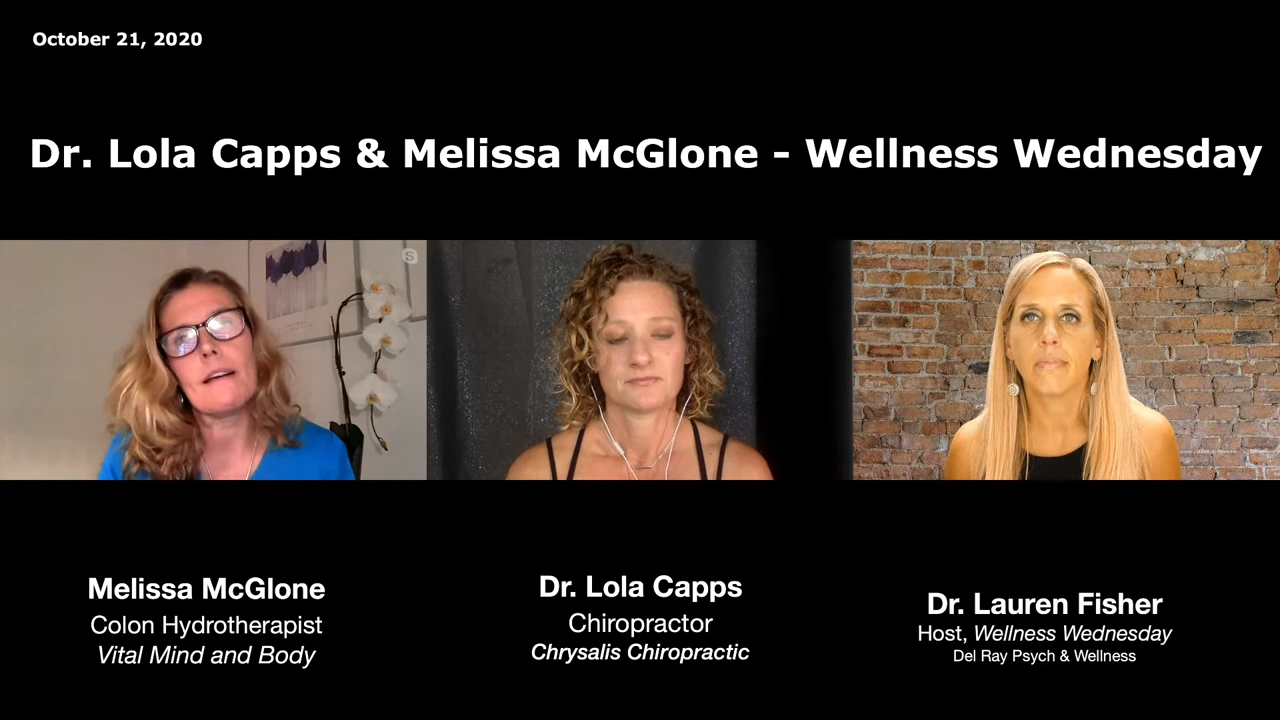 October 21, 2020
Dr. Lola Capps & Melissa McGlone - Wellness Wednesday
Melissa McGlone
Colon Hydrotherapist
Vital Mind and Body
Dr. Lola Capps
Chiropractor
Chrysalis Chiropractic
Dr. Lauren Fisher
Host, Wellness Wednesday
Del Ray Psych & Wellness